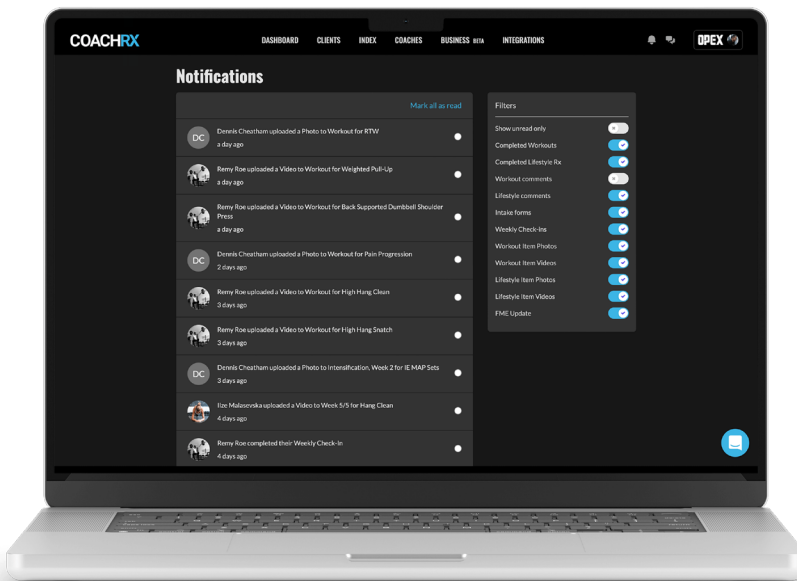 COACHRX
DASHBOARD CLIENTS INDEX COACHES BUSINESS BETA INTEGRATIONS
OPEX
Notifications
Mark all as read
DC
Dennis Cheatham uploaded a Photo to Workout for RTW
a day ago
Remy Roe uploaded a Video to Workout for Weighted Pull-Up
a day ago
Remy Roe uploaded a Video to Workout for Back Supported Dumbbell Shoulder
Press
a day ago
DC
Dennis Cheatham uploaded a Photo to Workout for Pain Progression
2 days ago
Remy Roe uploaded a Video to Workout for High Hang Clean
3 days ago
Remy Roe uploaded a Video to Workout for High Hang Snatch
3 days ago
DC
Dennis Cheatham uploaded a Photo to Intensification, Week 2 for IE MAP Sets
3 days ago
Ilze Malasevska uploaded a Video to Week 5/5 for Hang Clean
4 days ago
Remy Roe completed their Weekly Check-In
4 days ago
Filters
Show unread only
Completed Workouts
Completed Lifestyle Rx
Workout comments
Lifestyle comments
Intake forms
Weekly Check-ins
Workout Item Photos
Workout Item Videos
Lifestyle Item Photos
Lifestyle Item Videos
FME Update